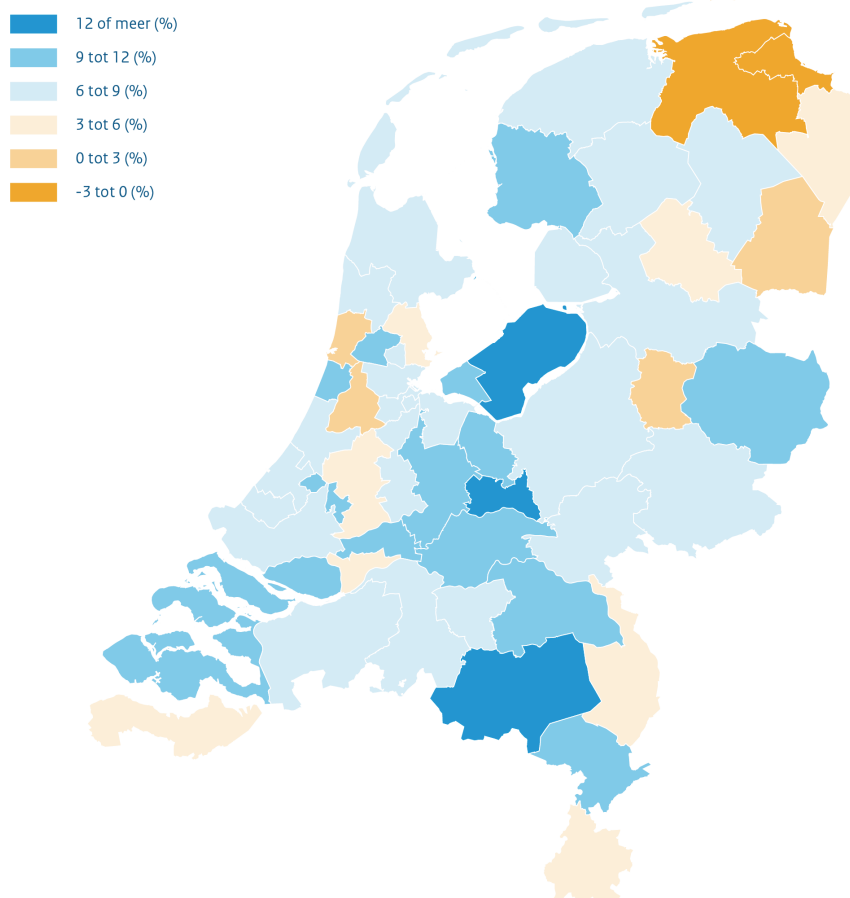 12 of meer (%)
9 tot 12 (%)
6 tot 9 (%)
3 tot 6 (%)
0 tot 3 (%)
-3 tot 0 (%)